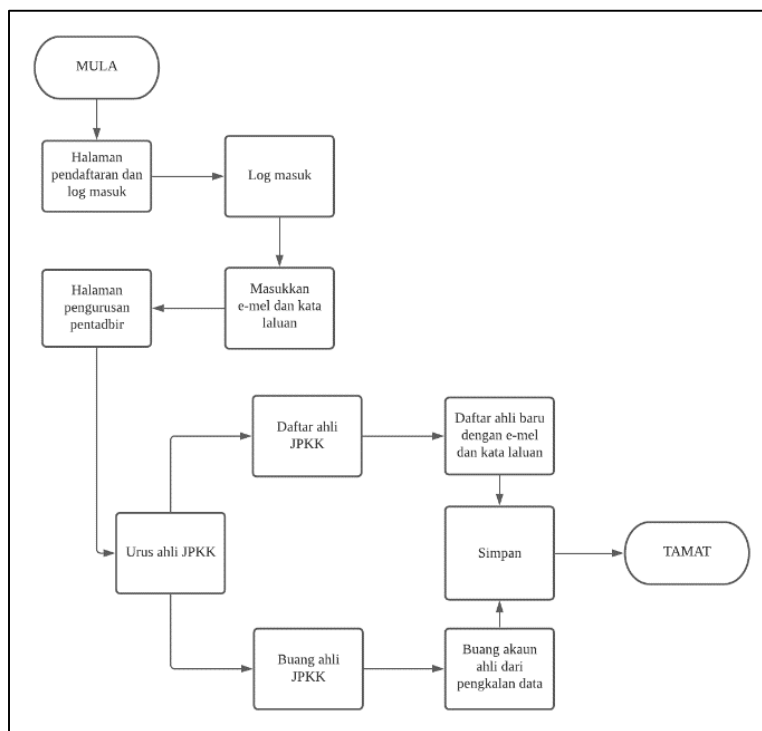 MULA
Halaman
pendaftaran dan
log masuk
Log masuk
Masukkan
e-mel dan kata
laluan
Halaman
pengurusan
pentadbir
Urus ahli JPKK
Daftar ahli
JPKK
Daftar ahli baru
dengan e-mel
dan kata laluan
Buang ahli
JPKK
Buang akaun
ahli dari
pengkalan data
Simpan
TAMAT